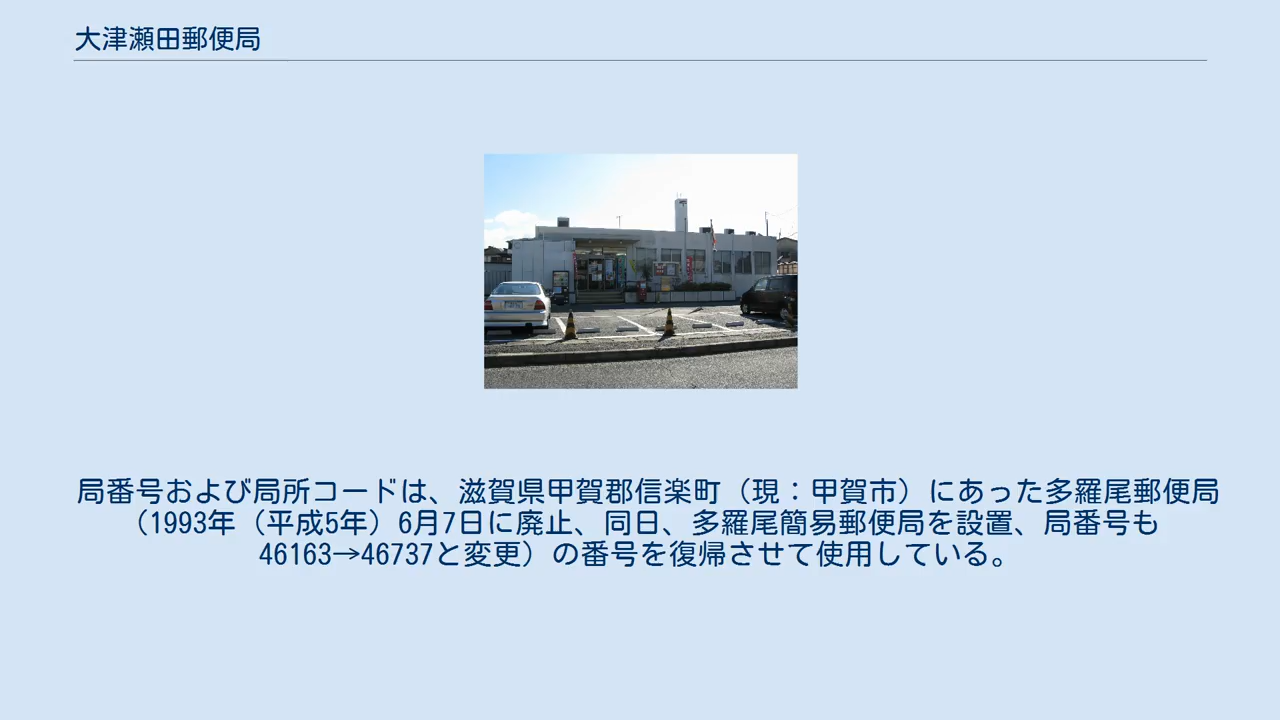 大津瀬田郵便局
局番号および局所コードは、滋賀県甲賀郡信楽町（現：甲賀市）にあった多羅尾郵便局
（1993年（平成5年）6月7日に廃止、同日、多羅尾簡易郵便局を設置、局番号も
46163→46737と変更）の番号を復帰させて使用している。